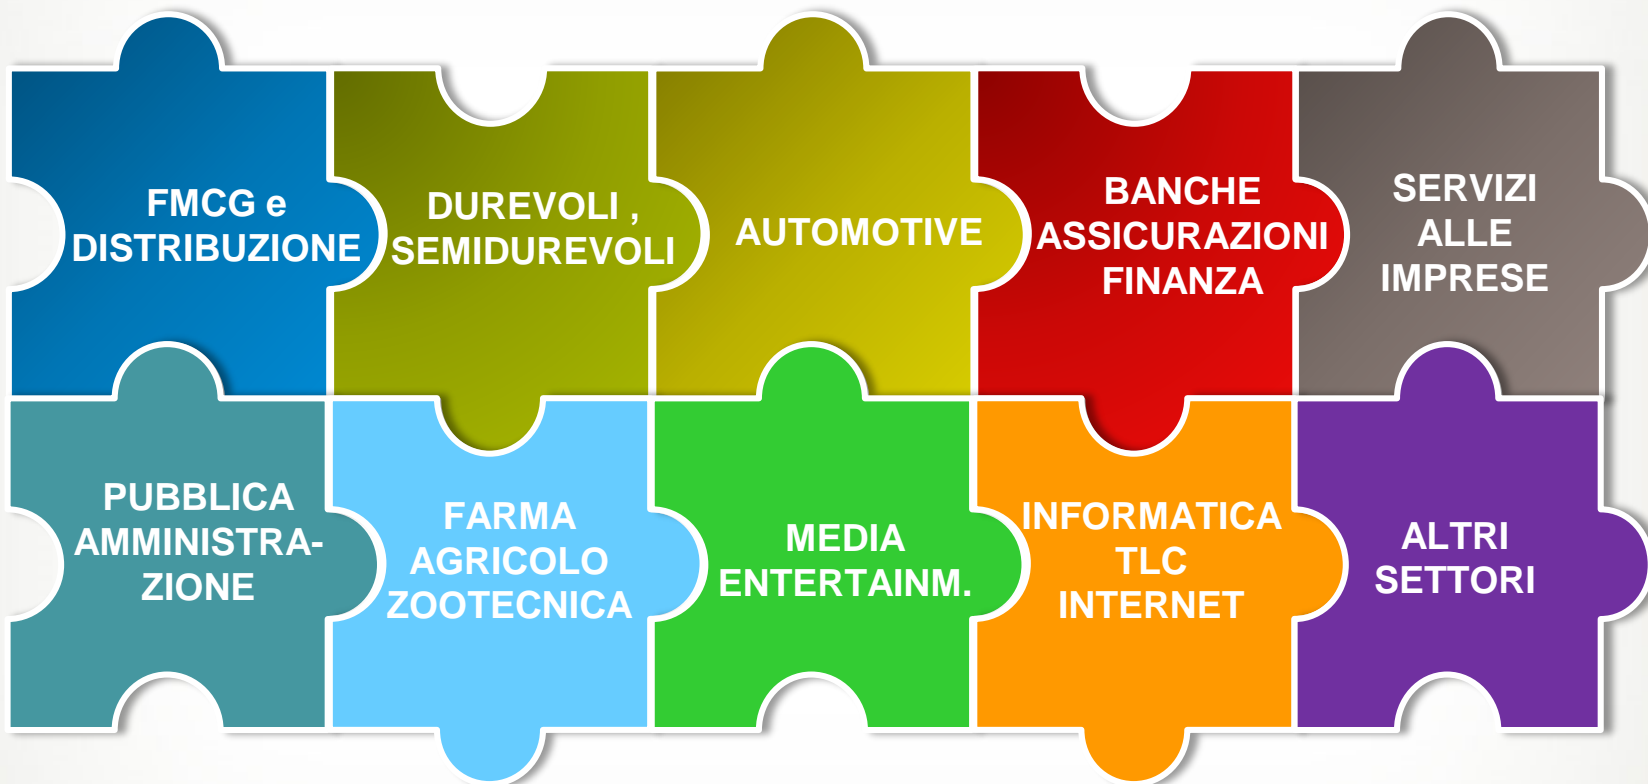 FMCG e
DISTRIBUZIONE
DUREVOLI ,
SEMIDUREVOLI
AUTOMOTIVE
BANCHE
ASSICURAZIONI
FINANZA
SERVIZI
ALLE
IMPRESE
PUBBLICA
AMMINISTRA-
ZIONE
FARMA
AGRICOLO
ZOOTECNICA
MEDIA
ENTERTAINM.
INFORMATICA
TLC
INTERNET
ALTRI
SETTORI